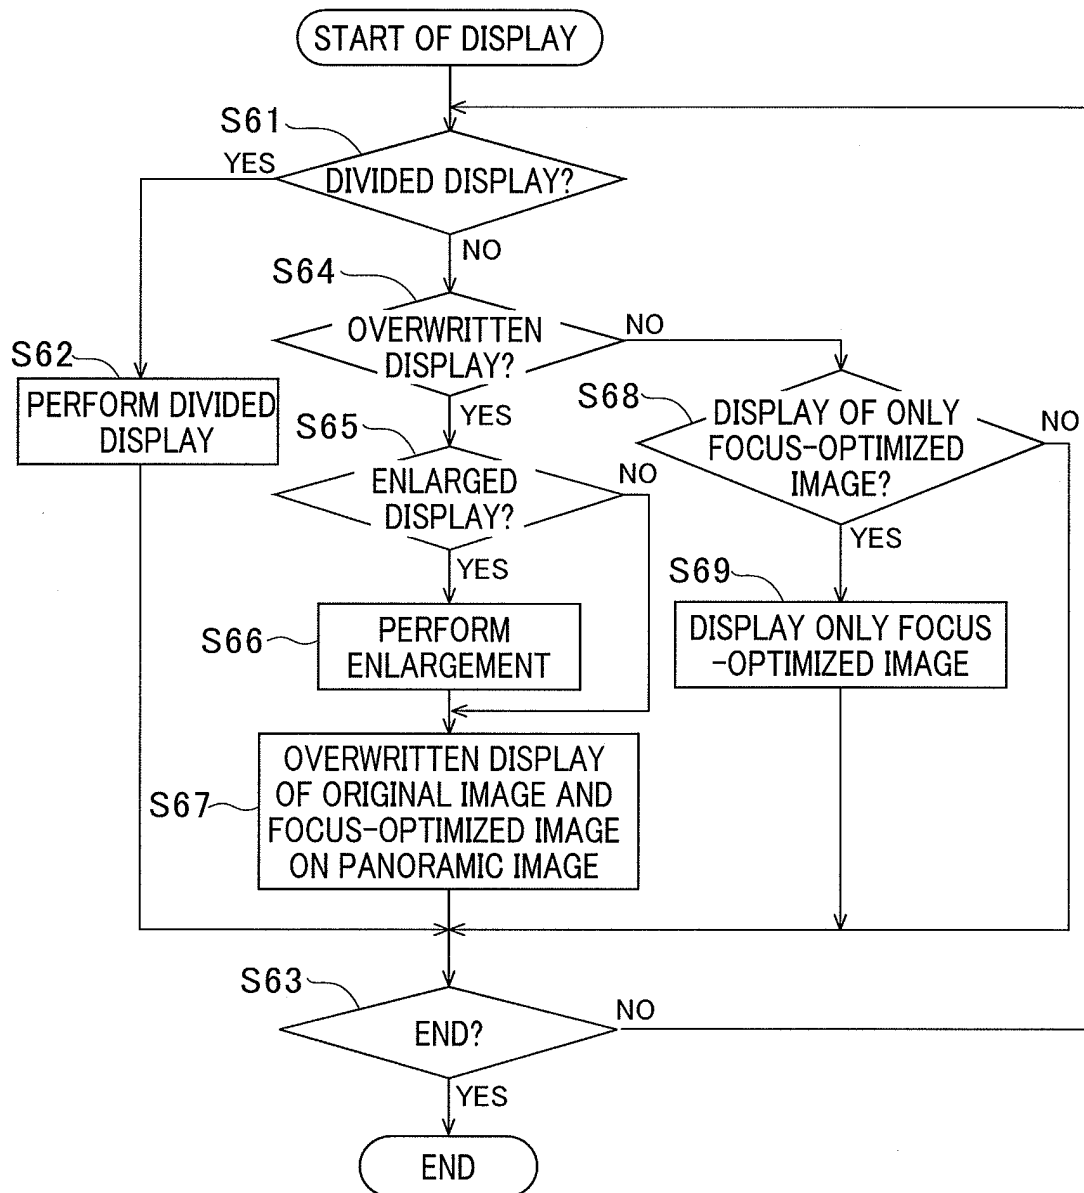 START OF DISPLAY
S61
YES
DIVIDED DISPLAY?
NO
S64
OVERWRITTEN
DISPLAY?
NO
YES
S62
PERFORM DIVIDED
DISPLAY
S65
ENLARGED
DISPLAY?
NO
YES
S68
DISPLAY OF ONLY
FOCUS-OPTIMIZED
IMAGE?
NO
YES
S66
PERFORM
ENLARGEMENT
S69
DISPLAY ONLY FOCUS
-OPTIMIZED IMAGE
S67
OVERWRITTEN DISPLAY
OF ORIGINAL IMAGE AND
FOCUS-OPTIMIZED IMAGE
ON PANORAMIC IMAGE
S63
END?
NO
YES
END